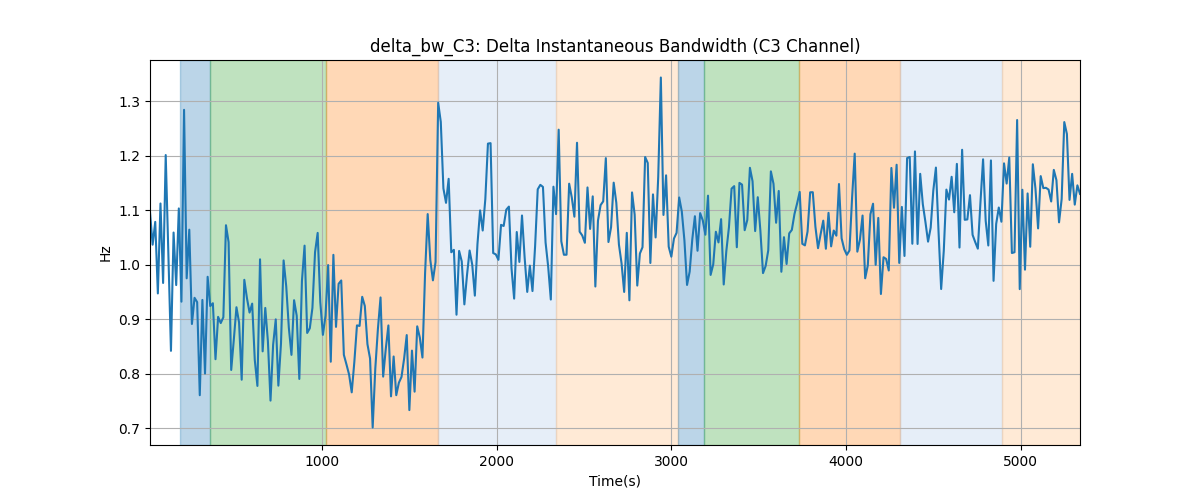 delta_bw_C3: Delta Instantaneous Bandwidth (C3 Channel)
Hz
1.3
1.2
1.1
1.0
0.9
0.8
0.7
1000 2000 3000 4000 5000
Time(s)